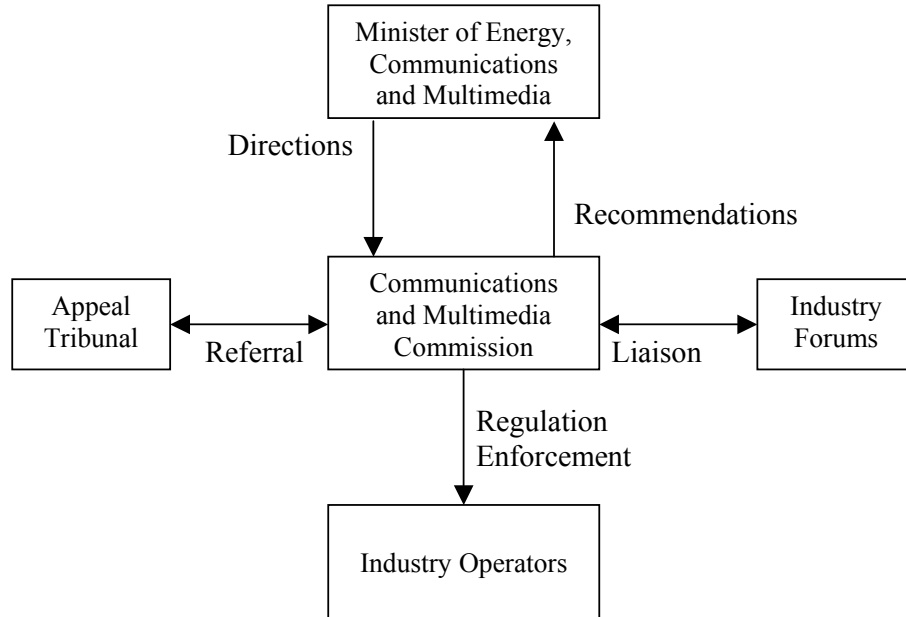 Minister of Energy,
Communications
and Multimedia
Directions
Recommendations
Appeal
Tribunal
Referral
Communications
and Multimedia
Commission
Liaison
Industry
Forums
Regulation
Enforcement
Industry Operators